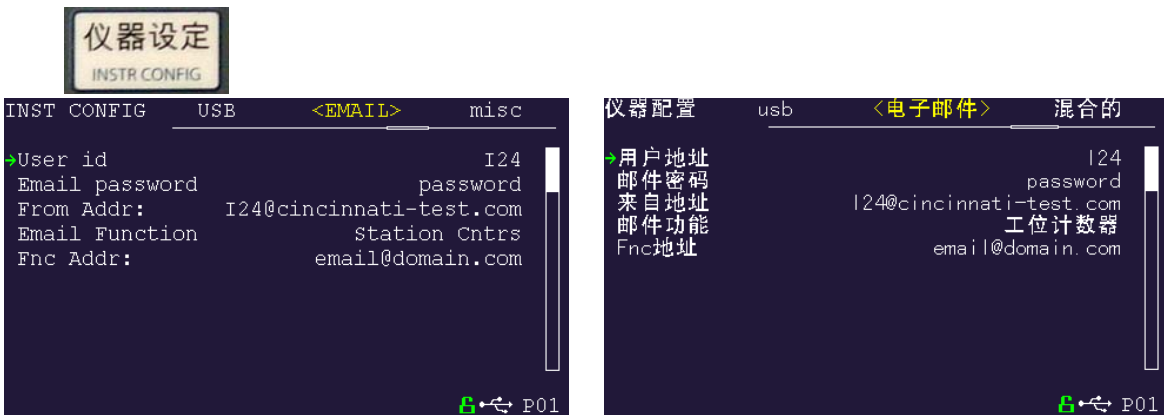 仪器设定
INSTR CONFIG
INST CONFIG USB <EMAIL> misc
→User id I24
Email password password
From Addr: I24@cincinnati-test.com
Email Function Station Cntrs
Fnc Addr: email@domain.com
P01
仪器配置 usb <电子邮件> 混合的
→用户地址 I24
邮件密码 password
来自地址 I24@cincinnati-test.com
邮件功能 工位计数器
Fnc地址 email@domain.com
P01